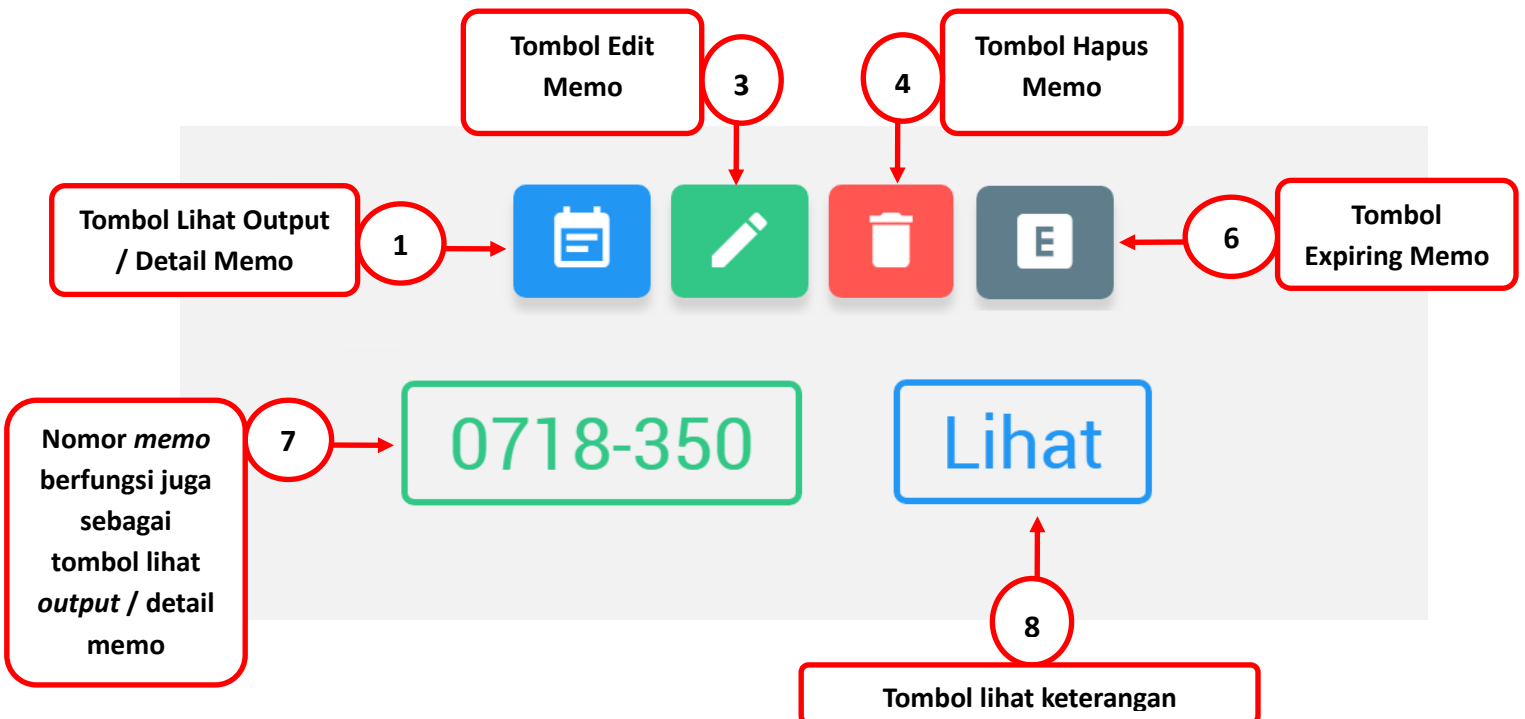 Tombol Edit
Memo
3
4
Tombol Hapus
Memo
Tombol Lihat Output
/ Detail Memo
1
E
6
Tombol
Expiring Memo
Nomor memo
berfungsi juga
sebagai
tombol lihat
output / detail
memo
7
0718-350
Lihat
8
Tombol lihat keterangan